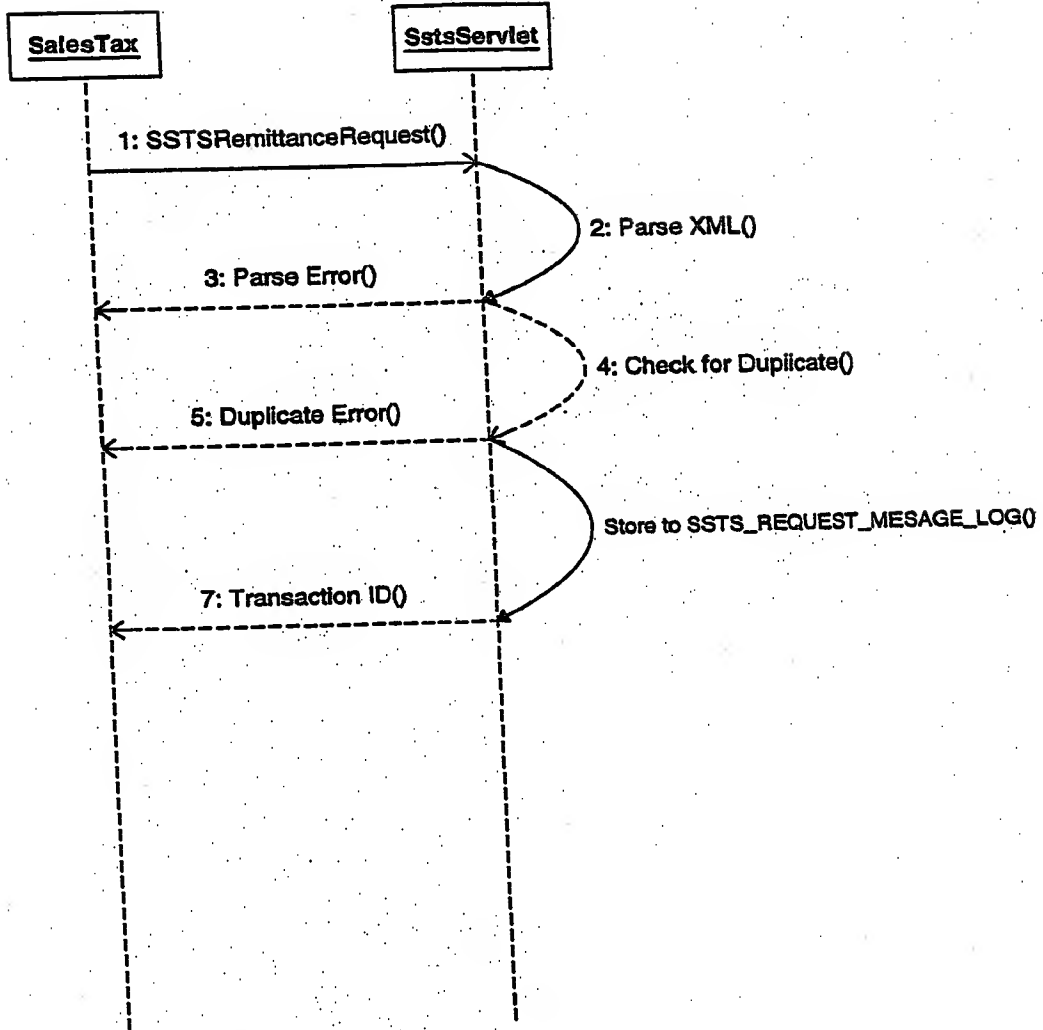 SalesTax
SstsServlet
1: SSTSRemittanceRequest()
2: Parse XML()
3: Parse Error()
4: Check for Duplicate()
5: Duplicate Error()
Store to SSTS_REQUEST_MESAGE_LOG()
7: Transaction ID()